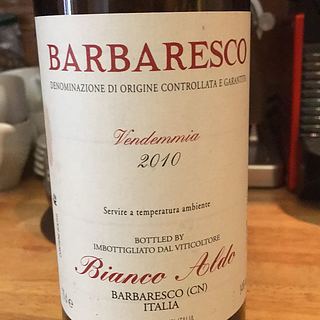 BARBARESCO
DENOMINAZIONE DI ORIGINE CONTROLLATA E GARANTITA
Vendemmia
2010
Servire a temperatura ambiente
BOTTLED BY
IMBOTTIGLIATO DAL VITICOLTORE
Bianco Aldo
BARBARESCO (CN)
ITALIA